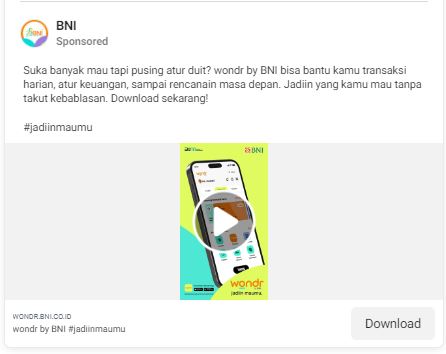 BNI
Sponsored
Suka banyak mau tapi pusing atur duit? wondr by BNI bisa bantu kamu transaksi
harian, atur keuangan, sampai rencanain masa depan. Jadiin yang kamu mau tanpa
takut kebablasan. Download sekarang!
#jadiinmaumu
BNI
wondr
wondr
jadiin maumu.
WONDR.BNI.CO.ID
wondr by BNI #jadiinmaumu
Download